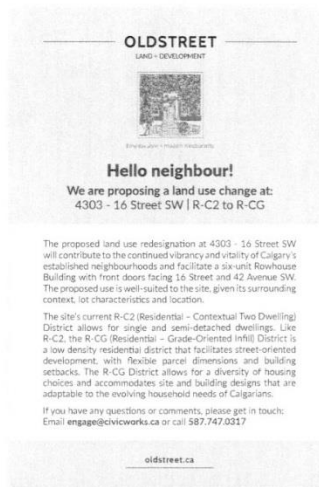 OLDSTREET
LAND + DEVELOPMENT
Hello neighbour!
We are proposing a land use change at:
4303 - 16 Street SW | R-C2 to R-CG
The proposed land use redesignation at 4303 - 16 Street SW
will contribute to the continued vibrancy and vitality of Calgary's
established neighbourhoods and facilitate a six-unit Rowhouse
Building with front doors facing 16 Street and 42 Avenue SW.
The proposed use is well-suited to the site, given its surrounding
context, lot characteristics and location.
The site's current R-C2 (Residential – Contextual Two Dwelling)
District allows for single and semi-detached dwellings. Like
R-C2, the R-CG (Residential – Grade-Oriented Infill) District is
a low density residential district that facilitates street-oriented
development, with flexible parcel dimensions and building
setbacks. The R-CG District allows for a diversity of housing
choices and accommodates site and building designs that are
adaptable to the evolving household needs of Calgarians.
If you have any questions or comments, please get in touch:
Email engage@civicworks.ca or call 587.747.0317
oldstreet.ca